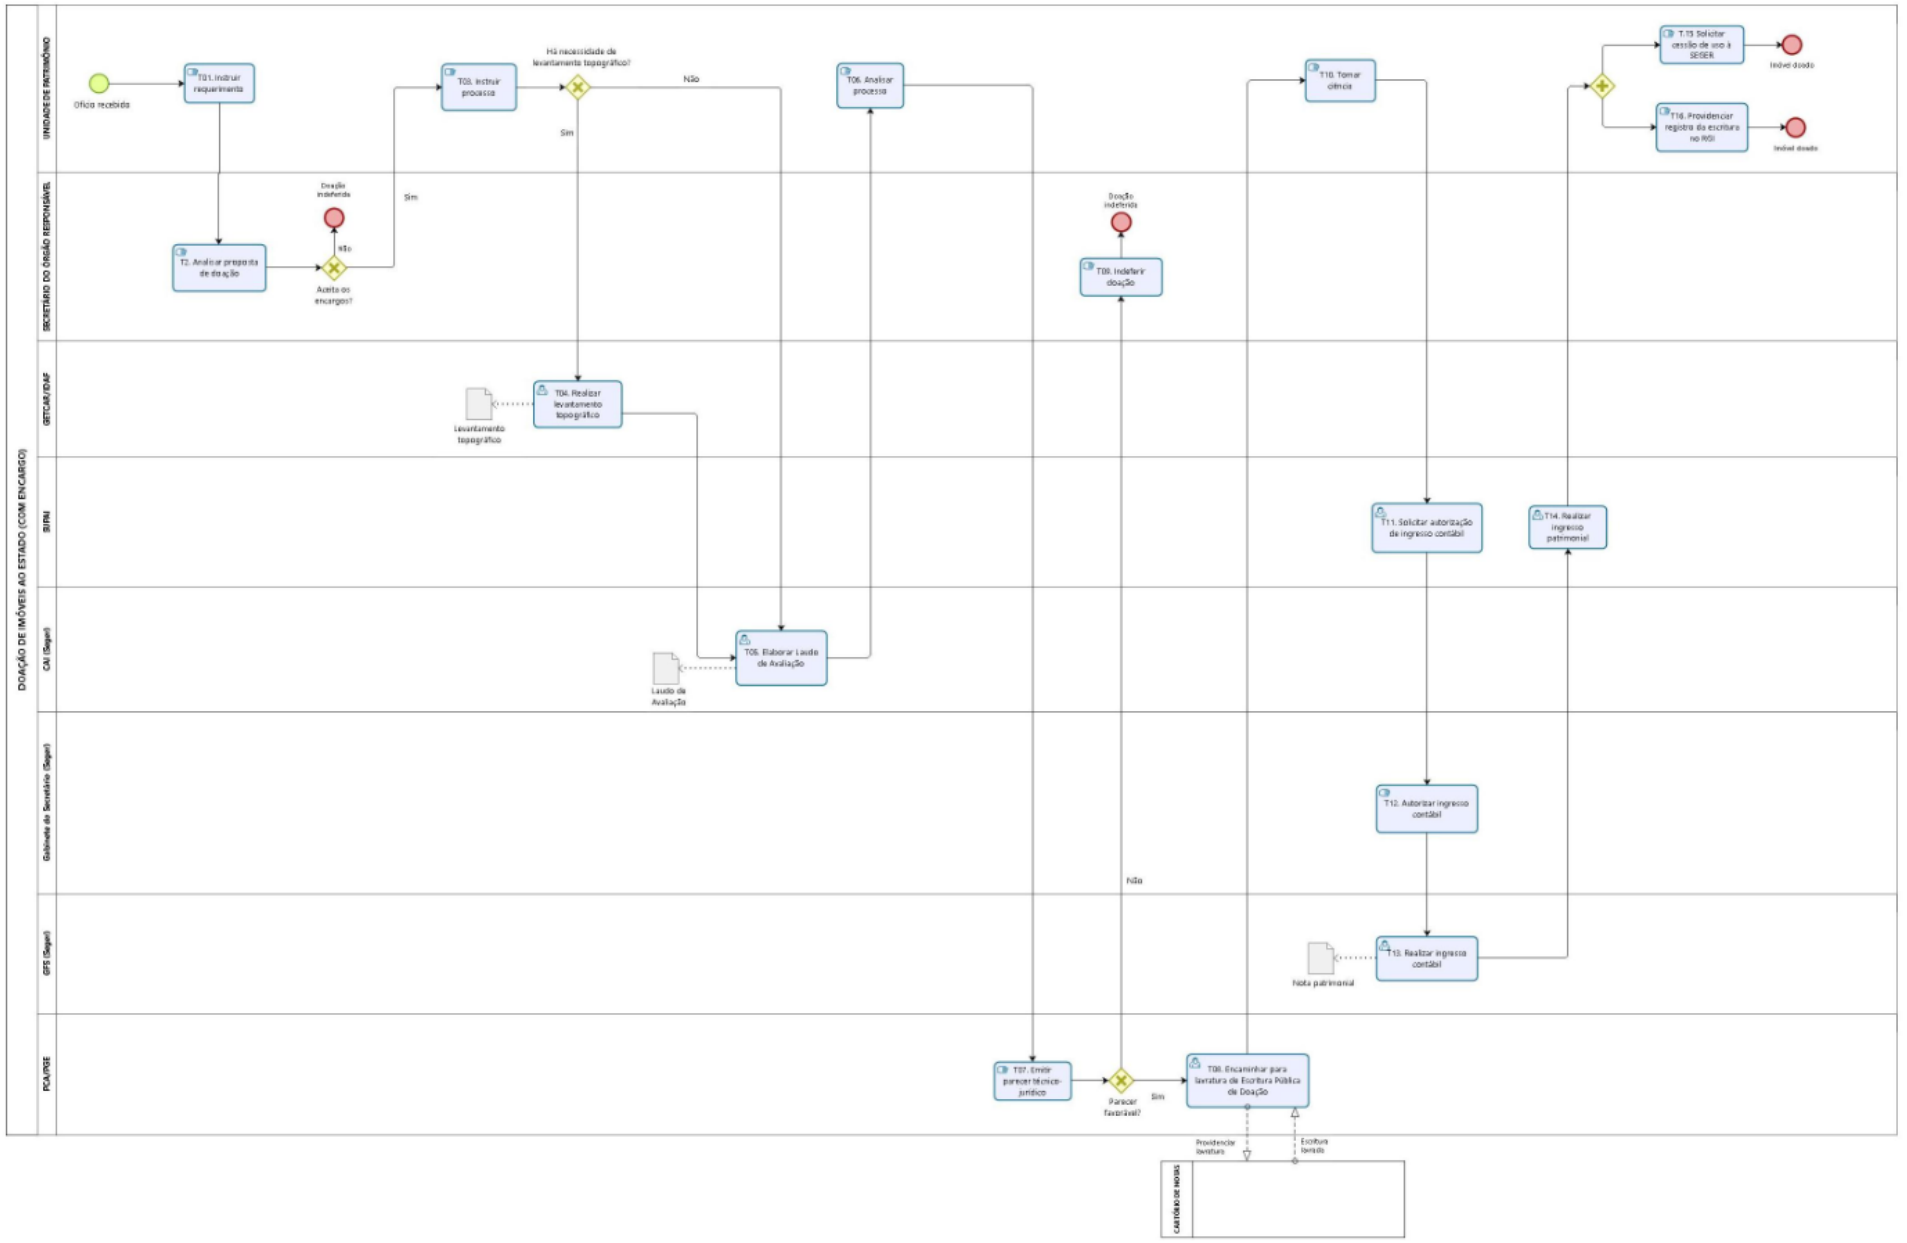 DOAÇÃO DE IMÓVEIS AO ESTADO (COM ENCARGO)
UNIDADE DE PATRIMÔNIO
Ofício recebido
T01. Instruir
requerimento
T03. Instruir
processo
Há necessidade de
levantamento topográfico?
Não
Sim
T06. Analisar
processo
T10. Tomar
ciência
T.15 Solicitar
cessão de uso à
SEGER
Imóvel doado
T16. Providenciar
registro da escritura
no RGI
Imóvel doado
SECRETÁRIO DO ÓRGÃO RESPONSÁVEL
T2. Analisar proposta
de doação
Doação
indeferida
Não
Aceita os
encargos?
Sim
Doação
indeferida
T09. Indeferir
doação
GETCAR/IDAF
Levantamento
topográfico
T04. Realizar
levantamento
topográfico
SUPAI
T11. Solicitar autorização
de ingresso contábil
T14. Realizar
ingresso
patrimonial
CAI (Seger)
Laudo de
Avaliação
T05. Elaborar Laudo
de Avaliação
Gabinete do Secretário (Seger)
T12. Autorizar ingresso
contábil
Não
GFS (Seger)
Nota patrimonial
T13. Realizar ingresso
contábil
PCA/PGE
T07. Emitir
parecer técnico-
jurídico
Parecer
favorável?
Sim
T08. Encaminhar para
lavratura de Escritura Pública
de Doação
Providenciar
lavratura
Escritura
lavrada
CARTÓRIO DE NOTAS